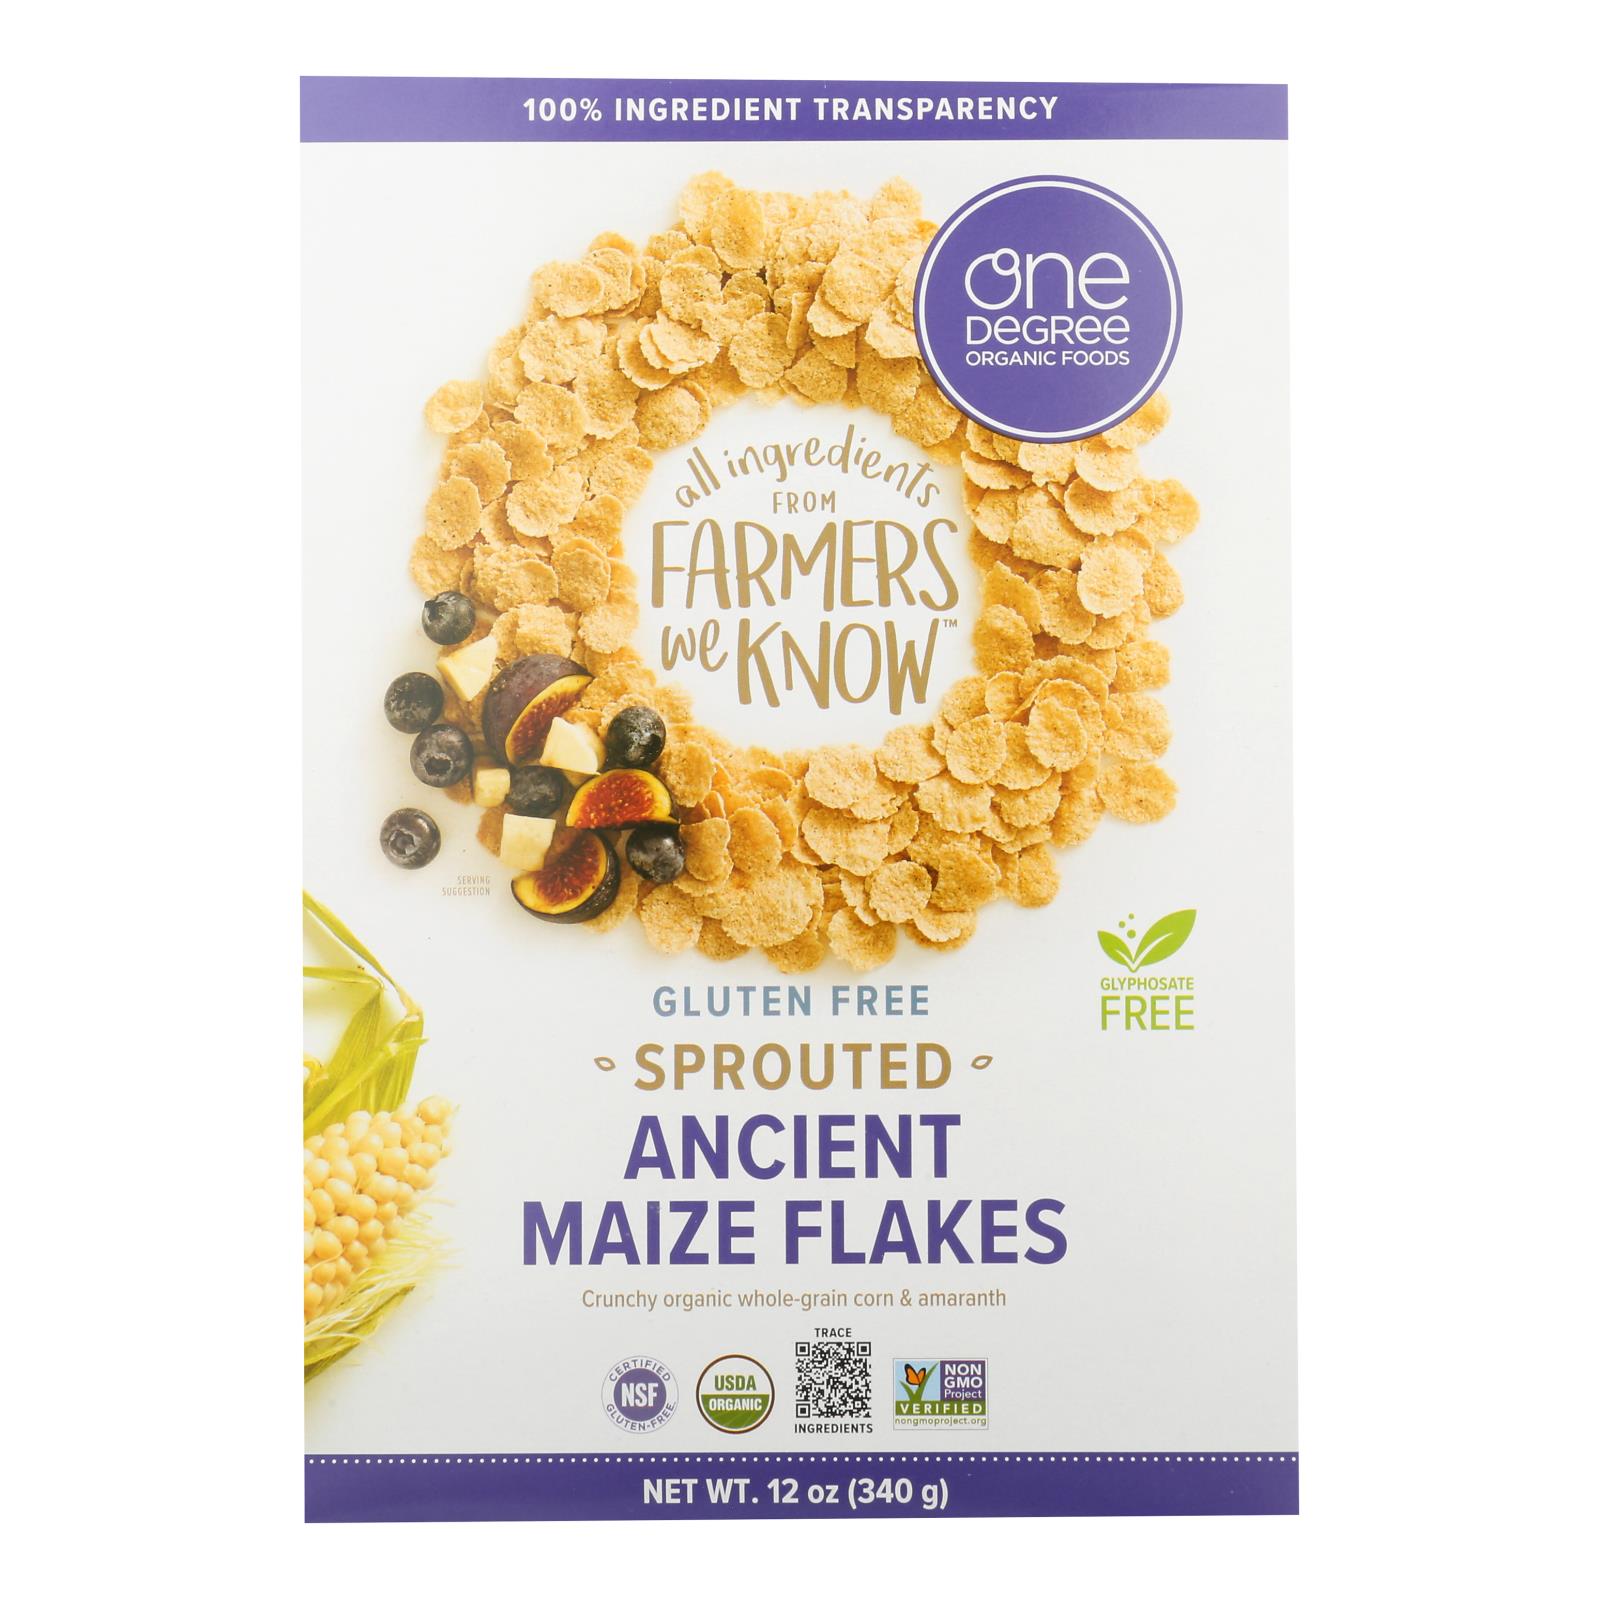 100% INGREDIENT TRANSPARENCY
One
DEGREE
ORGANIC FOODS
all ingredients
FROM
FARMERS
we KNOW™
SERVING
SUGGESTION
GLYPHOSATE
FREE
GLUTEN FREE
SPROUTED
ANCIENT
MAIZE FLAKES
Crunchy organic whole-grain corn & amaranth
CERTIFIED
NSF
GLUTEN-FREE
USDA
ORGANIC
TRACE
INGREDIENTS
NON
GMO
Project
VERIFIED
nongmoproject.org
NET WT. 12 oz (340 g)